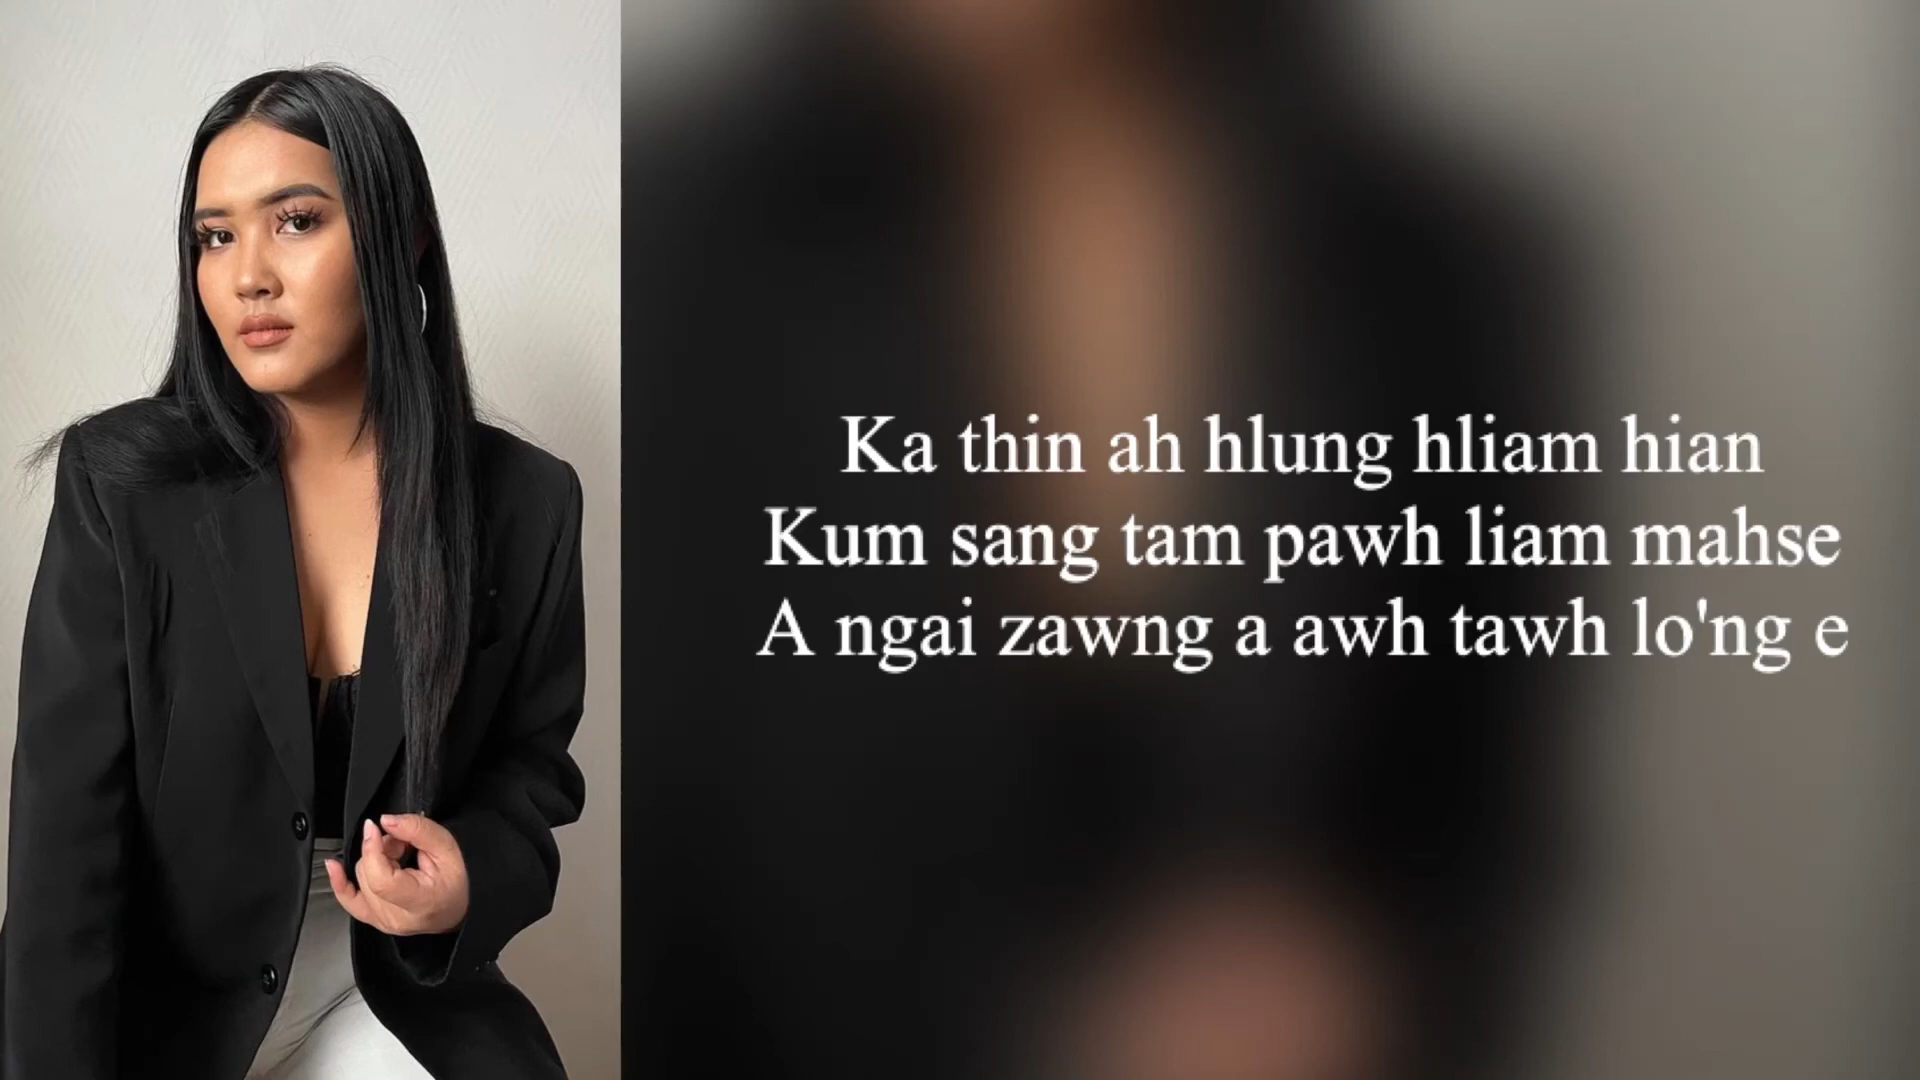 Ka thin ah hlung hliam hian
Kum sang tam pawh liam mahse
A ngai zawng a awh tawh lo'ng e